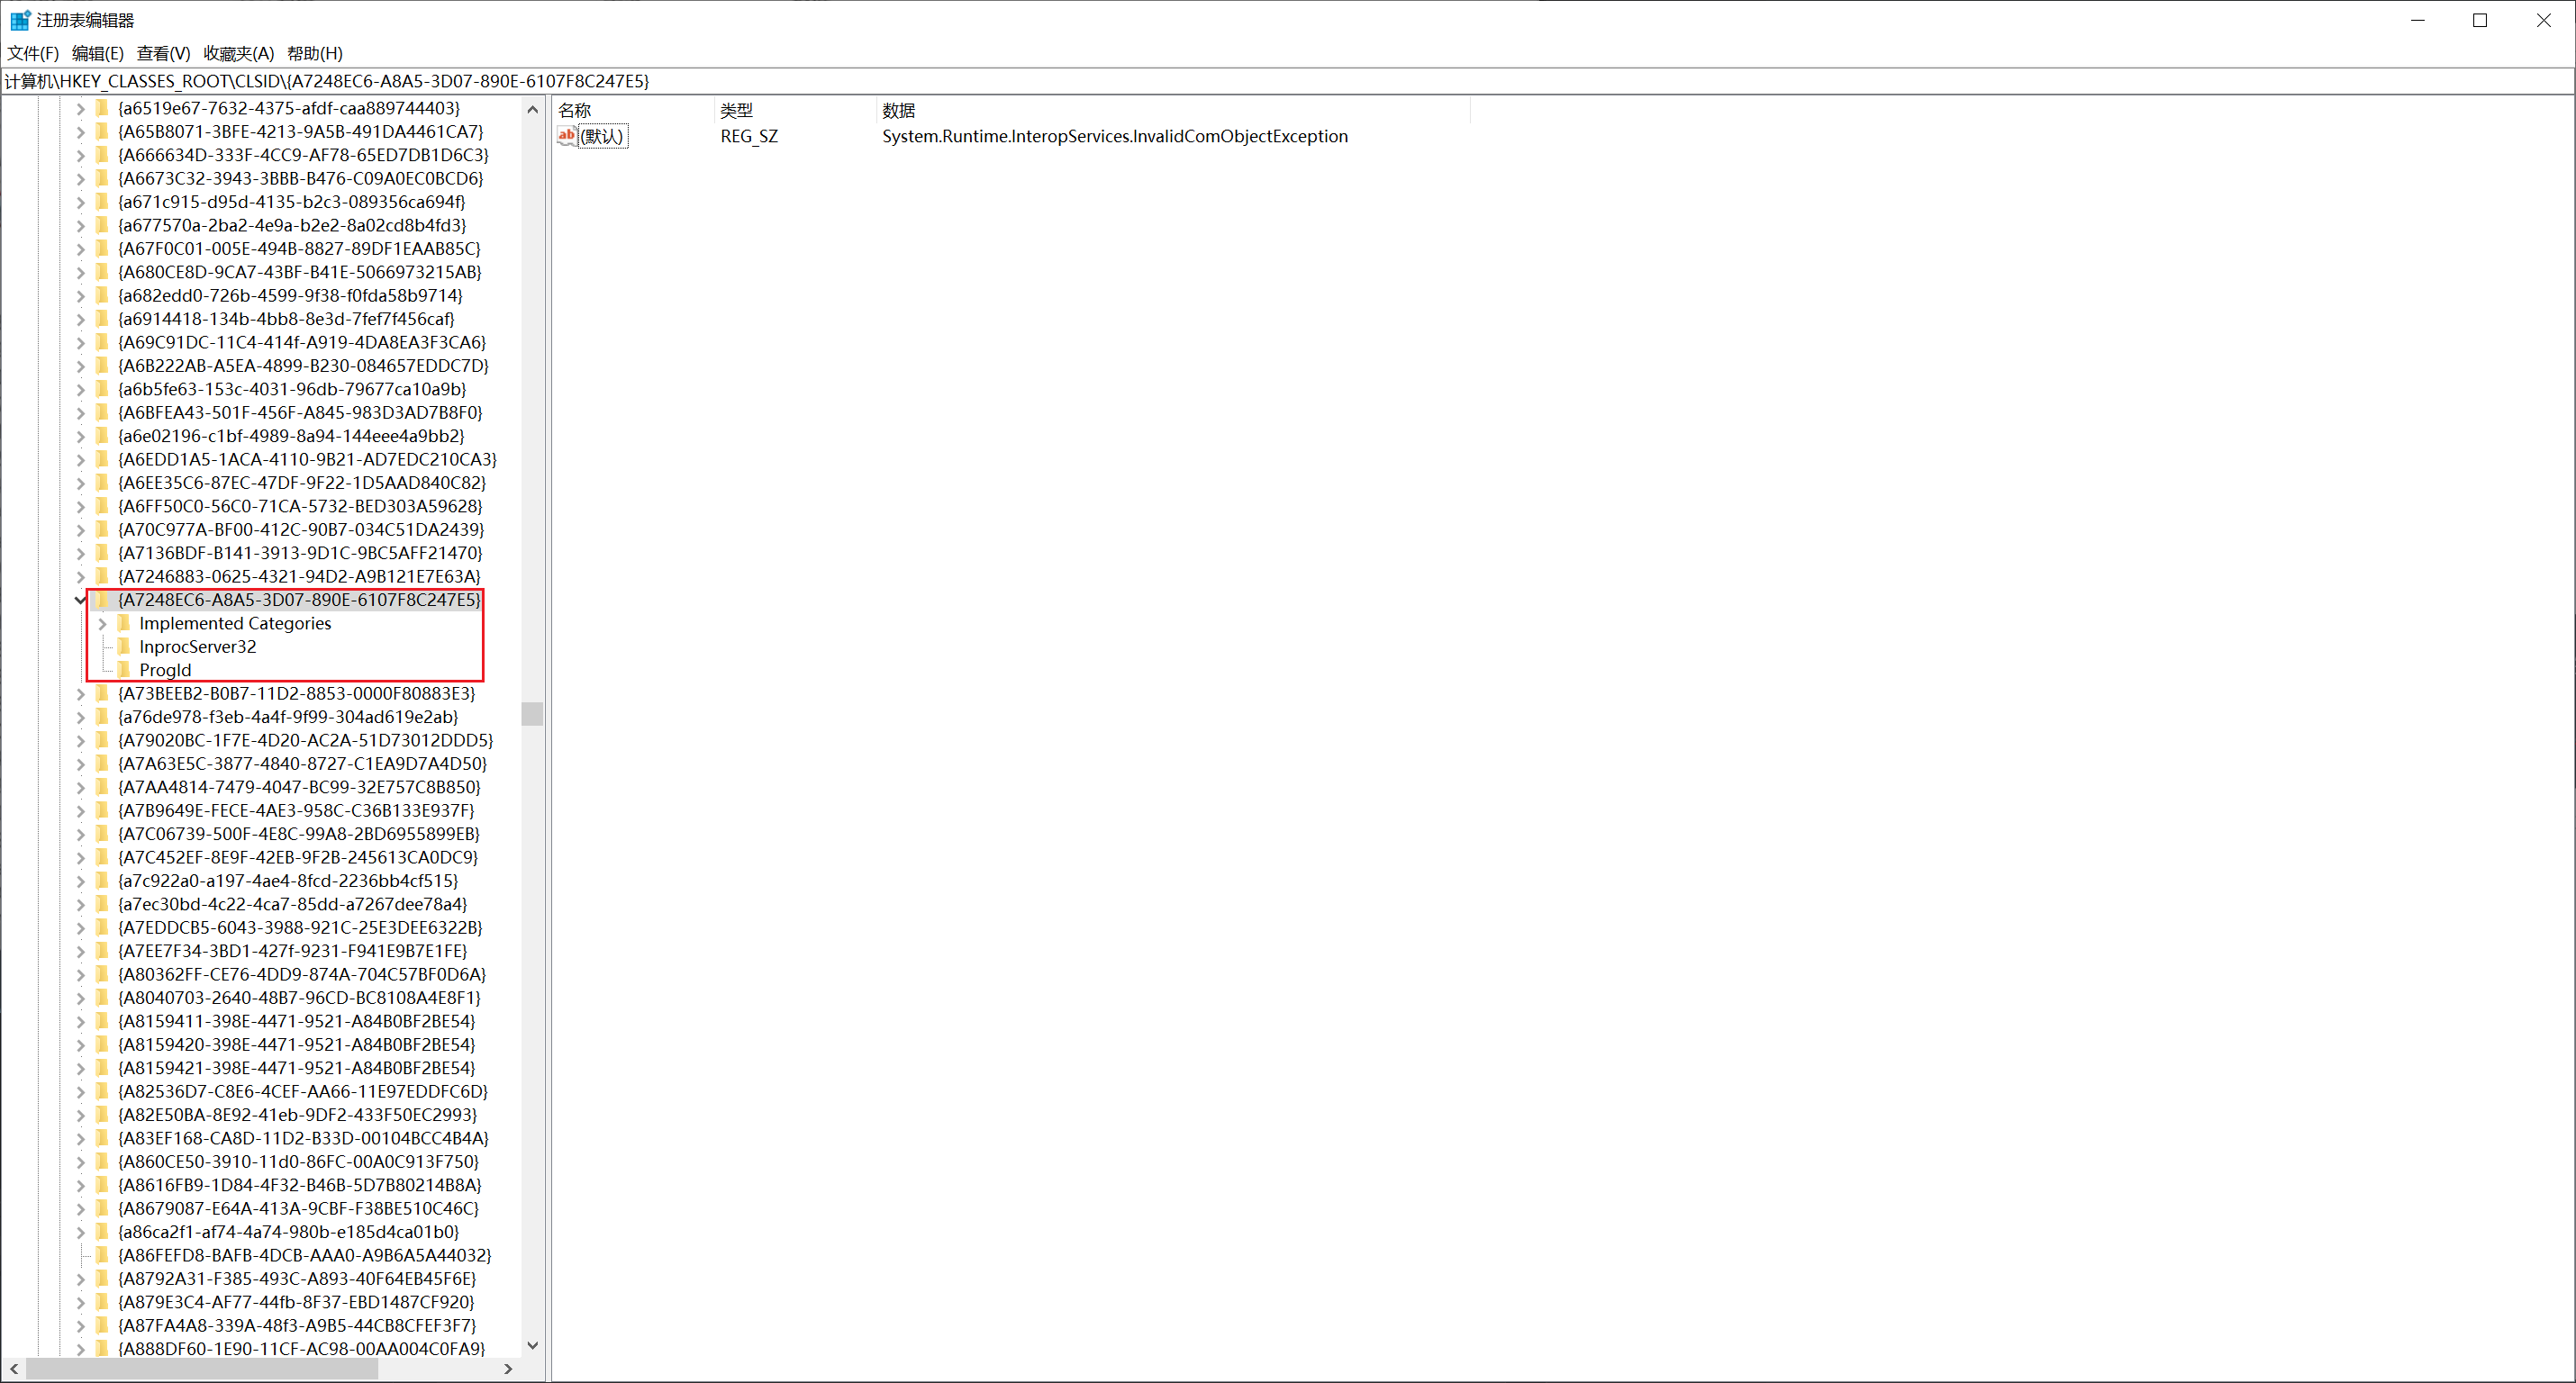 注册表编辑器
文件(F) 编辑(E) 查看(V) 收藏夹(A) 帮助(H)
计算机\HKEY_CLASSES_ROOT\CLSID\{A7248EC6-A8A5-3D07-890E-6107F8C247E5}
{a6519e67-7632-4375-afdf-caa889744403}
{A65B8071-3BFE-4213-9A5B-491DA4461CA7}
{A666634D-333F-4CC9-AF78-65ED7DB1D6C3}
{A6673C32-3943-3BBB-B476-C09A0EC0BCD6}
{a671c915-d95d-4135-b2c3-089356ca694f}
{a677570a-2ba2-4e9a-b2e2-8a02cd8b4fd3}
{A67F0C01-005E-494B-8827-89DF1EAAB85C}
{A680CE8D-9CA7-43BF-B41E-5066973215AB}
{a682edd0-726b-4599-9f38-f0fda58b9714}
{a6914418-134b-4bb8-8e3d-7fef7f456caf}
{A69C91DC-11C4-414f-A919-4DA8EA3F3CA6}
{A6B222AB-A5EA-4899-B230-084657EDDC7D}
{a6b5fe63-153c-4031-96db-79677ca10a9b}
{A6BFEA43-501F-456F-A845-983D3AD7B8F0}
{a6e02196-c1bf-4989-8a94-144eee4a9bb2}
{A6EDD1A5-1ACA-4110-9B21-AD7EDC210CA3}
{A6EE35C6-87EC-47DF-9F22-1D5AAD840C82}
{A6FF50C0-56C0-71CA-5732-BED303A59628}
{A70C977A-BF00-412C-90B7-034C51DA2439}
{A7136BDF-B141-3913-9D1C-9BC5AFF21470}
{A7246883-0625-4321-94D2-A9B121E7E63A}
{A7248EC6-A8A5-3D07-890E-6107F8C247E5}
Implemented Categories
InprocServer32
ProgId
{A73BEEB2-B0B7-11D2-8853-0000F80883E3}
{a76de978-f3eb-4a4f-9f99-304ad619e2ab}
{A79020BC-1F7E-4D20-AC2A-51D73012DDD5}
{A7A63E5C-3877-4840-8727-C1EA9D7A4D50}
{A7AA4814-7479-4047-BC99-32E757C8B850}
{A7B9649E-FECE-4AE3-958C-C36B133E937F}
{A7C06739-500F-4E8C-99A8-2BD6955899EB}
{A7C452EF-8E9F-42EB-9F2B-245613CA0DC9}
{a7c922a0-a197-4ae4-8fcd-2236bb4cf515}
{a7ec30bd-4c22-4ca7-85dd-a7267dee78a4}
{A7EDDCB5-6043-3988-921C-25E3DEE6322B}
{A7EE7F34-3BD1-427f-9231-F941E9B7E1FE}
{A80362FF-CE76-4DD9-874A-704C57BF0D6A}
{A8040703-2640-48B7-96CD-BC8108A4E8F1}
{A8159411-398E-4471-9521-A84B0BF2BE54}
{A8159420-398E-4471-9521-A84B0BF2BE54}
{A8159421-398E-4471-9521-A84B0BF2BE54}
{A82536D7-C8E6-4CEF-AA66-11E97EDDFC6D}
{A82E50BA-8E92-41eb-9DF2-433F50EC2993}
{A83EF168-CA8D-11D2-B33D-00104BCC4B4A}
{A860CE50-3910-11d0-86FC-00A0C913F750}
{A8616FB9-1D84-4F32-B46B-5D7B80214B8A}
{A8679087-E64A-413A-9CBF-F38BE510C46C}
{a86ca2f1-af74-4a74-980b-e185d4ca01b0}
{A86FEFD8-BAFB-4DCB-AAA0-A9B6A5A44032}
{A8792A31-F385-493C-A893-40F64EB45F6E}
{A879E3C4-AF77-44fb-8F37-EBD1487CF920}
{A87FA4A8-339A-48f3-A9B5-44CB8CFEF3F7}
{A888DF60-1E90-11CF-AC98-00AA004C0FA9}
名称 类型 数据
ab (默认) REG_SZ System.Runtime.InteropServices.InvalidComObjectException